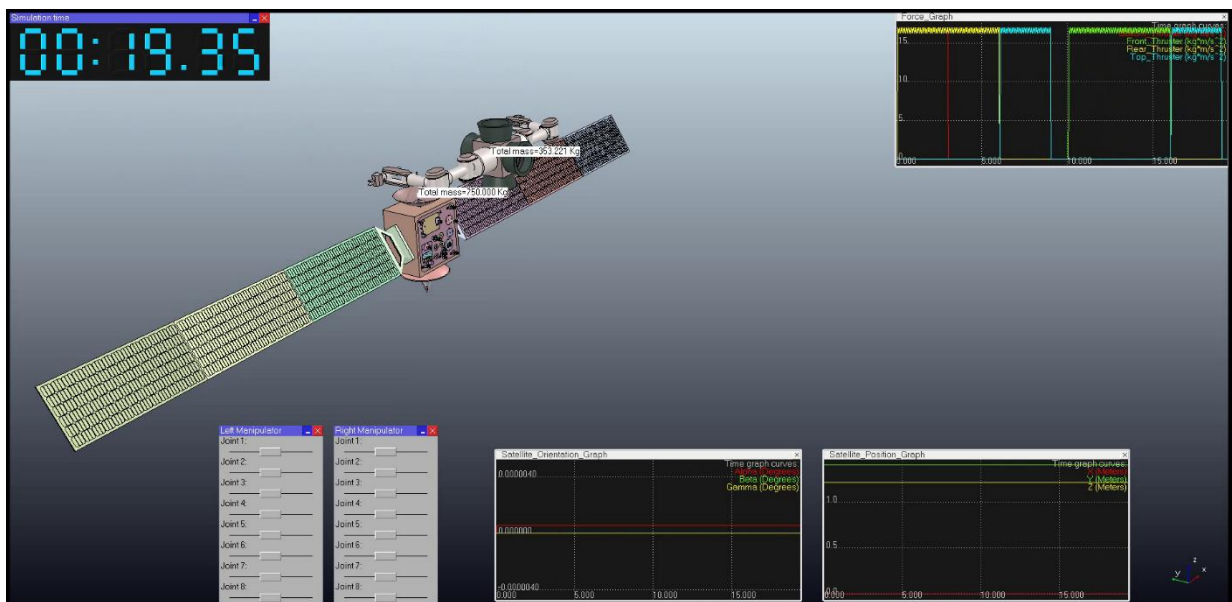 Simulation time
00:19.35
Force_Graph
Time graph curves:
Front_Thruster (kg*m/s^2)
Rear_Thruster (kg*m/s^2)
Top_Thruster (kg*m/s^2)
15.
10.
5.
0.000 5.000 10.000 15.000
Total mass=353.221 Kg
Total mass=750.000 Kg
Left Manipulator
Joint 1:
Joint 2:
Joint 3:
Joint 4:
Joint 5:
Joint 6:
Joint 7:
Joint 8:
Right Manipulator
Joint 1:
Joint 2:
Joint 3:
Joint 4:
Joint 5:
Joint 6:
Joint 7:
Joint 8:
Satellite_Orientation_Graph
Time graph curves:
Alpha (Degrees)
Beta (Degrees)
Gamma (Degrees)
0.0000040
0.000000
-0.0000040
0.000 5.000 10.000 15.000
Satellite_Position_Graph
Time graph curves:
X (Meters)
Y (Meters)
Z (Meters)
1.0
0.5
0.0
0.000 5.000 10.000 15.000
z
y x